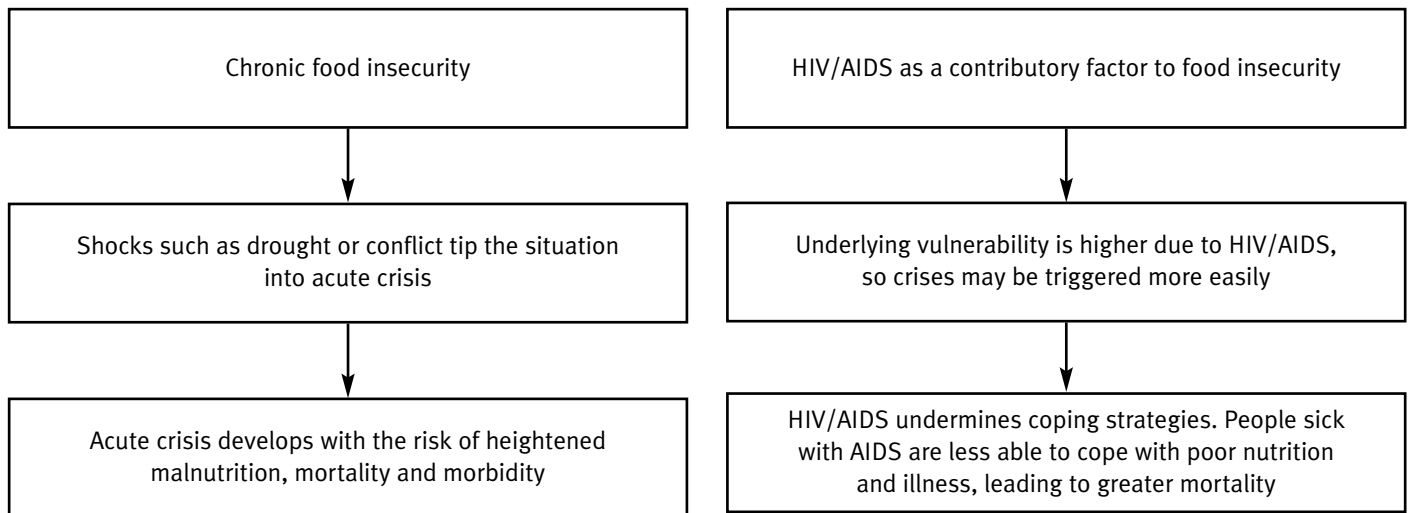 Chronic food insecurity
Shocks such as drought or conflict tip the situation
into acute crisis
Acute crisis develops with the risk of heightened
malnutrition, mortality and morbidity
HIV/AIDS as a contributory factor to food insecurity
Underlying vulnerability is higher due to HIV/AIDS,
so crises may be triggered more easily
HIV/AIDS undermines coping strategies. People sick
with AIDS are less able to cope with poor nutrition
and illness, leading to greater mortality